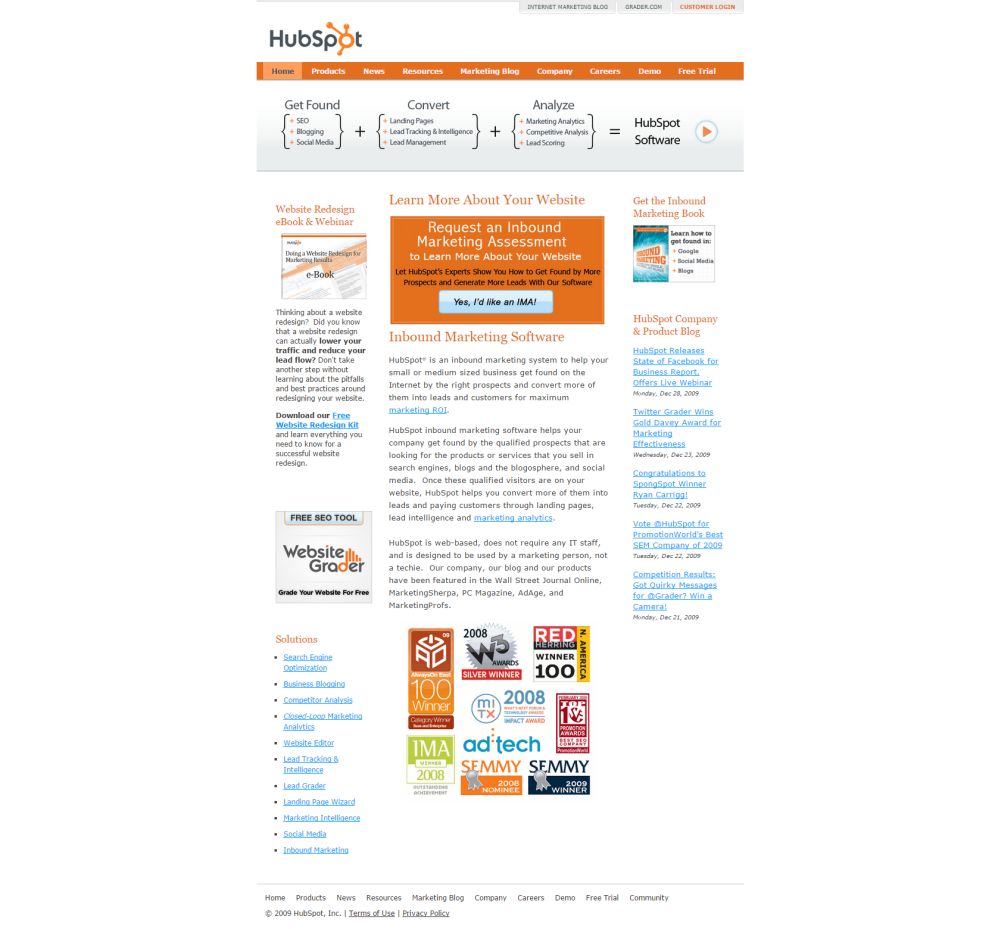 INTERNET MARKETING BLOG
GRADER.COM
CUSTOMER LOGIN
HubSpot
Home
Products
News
Resources
Marketing Blog
Company
Careers
Demo
Free Trial
Get Found
+ SEO
+ Blogging
+ Social Media
+
Convert
+ Landing Pages
+ Lead Tracking & Intelligence
+ Lead Management
+
Analyze
+ Marketing Analytics
+ Competitive Analysis
+ Lead Scoring
=
HubSpot
Software
Website Redesign
eBook & Webinar
HubSpot
Doing a Website Redesign for
Marketing Results
e-Book
Thinking about a website
redesign? Did you know
that a website redesign
can actually lower your
traffic and reduce your
lead flow? Don't take
another step without
learning about the pitfalls
and best practices around
redesigning your website.
Download our Free
Website Redesign Kit
and learn everything you
need to know for a
successful website
redesign.
FREE SEO TOOL
Website
Grader
Grade Your Website For Free
Solutions
Search Engine
Optimization
Business Blogging
Competitor Analysis
Closed-Loop Marketing
Analytics
Website Editor
Lead Tracking &
Intelligence
Lead Grader
Landing Page Wizard
Marketing Intelligence
Social Media
Inbound Marketing
Learn More About Your Website
Request an Inbound
Marketing Assessment
to Learn More About Your Website
Let HubSpot's Experts Show You How to Get Found by More
Prospects and Generate More Leads With Our Software
Yes, I'd like an IMA!
Inbound Marketing Software
HubSpot® is an inbound marketing system to help your
small or medium sized business get found on the
Internet by the right prospects and convert more of
them into leads and customers for maximum
marketing ROI.
HubSpot inbound marketing software helps your
company get found by the qualified prospects that are
looking for the products or services that you sell in
search engines, blogs and the blogosphere, and social
media. Once these qualified visitors are on your
website, HubSpot helps you convert more of them into
leads and paying customers through landing pages,
lead intelligence and marketing analytics.
HubSpot is web-based, does not require any IT staff,
and is designed to be used by a marketing person, not
a techie. Our company, our blog and our products
have been featured in the Wall Street Journal Online,
MarketingSherpa, PC Magazine, AdAge, and
MarketingProfs.
09
AlwaysOn East
100
Winner
Category Winner
2008
W3
AWARDS
SILVER WINNER
RED
HERRING
WINNER
100
N. AMERICA
MITX
2008
WHAT'S NEXT FORUM &
TECHNOLOGY AWARDS
IMPACT AWARD
TOP
10
PROMOTION
AWARDS
BEST SEO
COMPANY
PromotionWorld
IMA
WINNER
2008
OUTSTANDING
ACHIEVEMENT
ad:tech
SEMMY
2008
NOMINEE
SEMMY
2009
WINNER
Get the Inbound
Marketing Book
INBOUND
MARKETING
Learn how to
get found in:
+ Google
+ Social Media
+ Blogs
HubSpot Company
& Product Blog
HubSpot Releases
State of Facebook for
Business Report,
Offers Live Webinar
Monday, Dec 28, 2009
Twitter Grader Wins
Gold Davey Award for
Marketing
Effectiveness
Wednesday, Dec 23, 2009
Congratulations to
SpongSpot Winner
Ryan Carrigg!
Tuesday, Dec 22, 2009
Vote @HubSpot for
PromotionWorld's Best
SEM Company of 2009
Tuesday, Dec 22, 2009
Competition Results:
Got Quirky Messages
for @Grader? Win a
Camera!
Monday, Dec 21, 2009
Home Products News Resources Marketing Blog Company Careers Demo Free Trial Community
© 2009 HubSpot, Inc. | Terms of Use | Privacy Policy